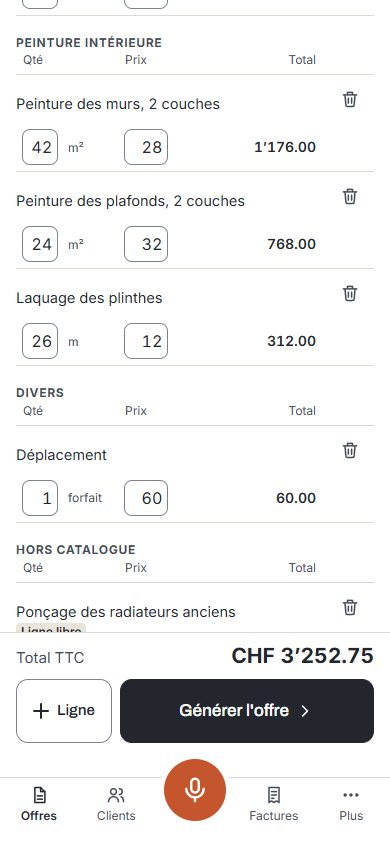 PEINTURE INTÉRIEURE
Qté Prix Total
Peinture des murs, 2 couches
42 m² 28 1’176.00
Peinture des plafonds, 2 couches
24 m² 32 768.00
Laquage des plinthes
26 m 12 312.00
DIVERS
Qté Prix Total
Déplacement
1 forfait 60 60.00
HORS CATALOGUE
Qté Prix Total
Ponçage des radiateurs anciens
Ligne libre
Total TTC CHF 3’252.75
Ligne Générer l'offre
Offres Clients Factures Plus